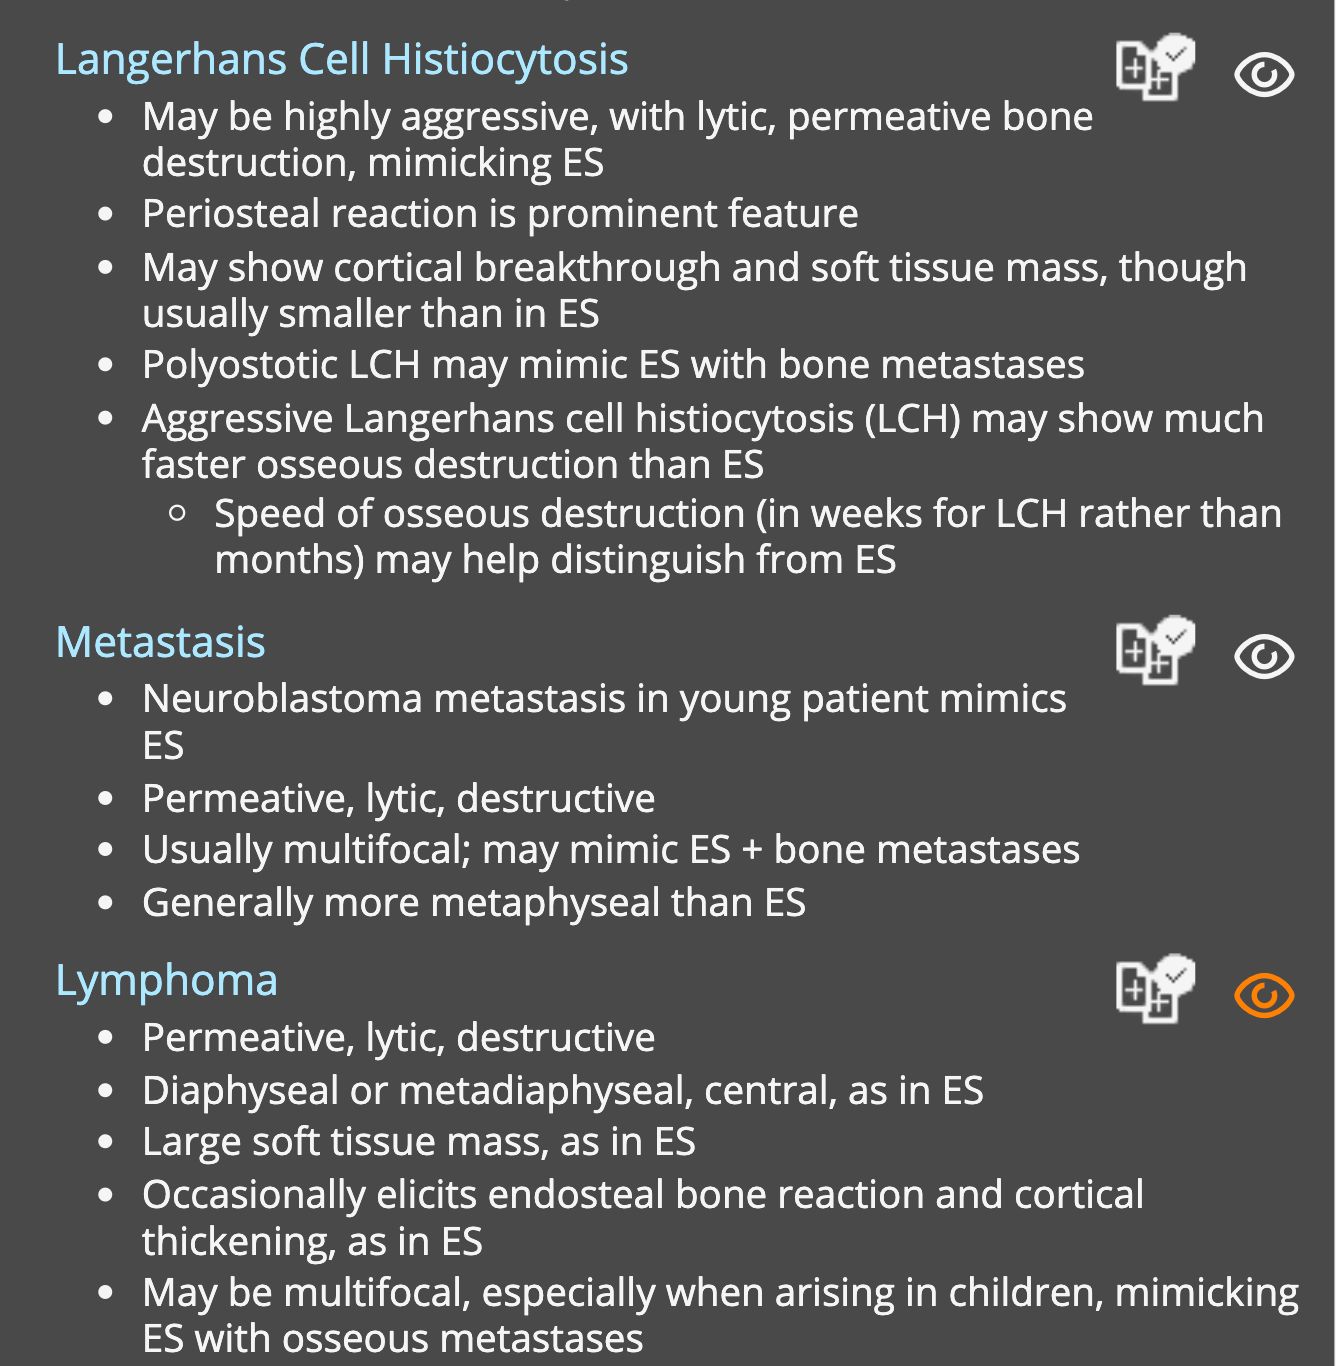 Langerhans Cell Histiocytosis
• May be highly aggressive, with lytic, permeative bone
destruction, mimicking ES
• Periosteal reaction is prominent feature
• May show cortical breakthrough and soft tissue mass, though
usually smaller than in ES
• Polyostotic LCH may mimic ES with bone metastases
• Aggressive Langerhans cell histiocytosis (LCH) may show much
faster osseous destruction than ES
○ Speed of osseous destruction (in weeks for LCH rather than
months) may help distinguish from ES
Metastasis
• Neuroblastoma metastasis in young patient mimics
ES
• Permeative, lytic, destructive
• Usually multifocal; may mimic ES + bone metastases
• Generally more metaphyseal than ES
Lymphoma
• Permeative, lytic, destructive
• Diaphyseal or metadiaphyseal, central, as in ES
• Large soft tissue mass, as in ES
• Occasionally elicits endosteal bone reaction and cortical
thickening, as in ES
• May be multifocal, especially when arising in children, mimicking
ES with osseous metastases